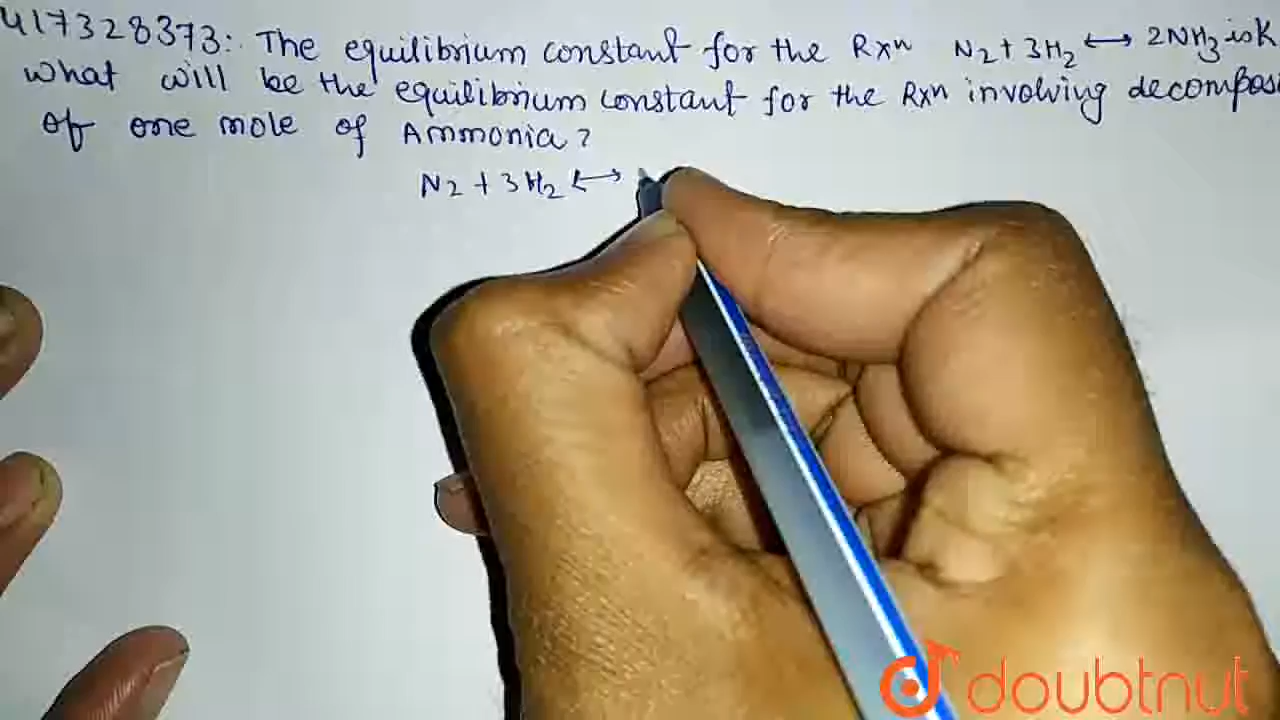 417328373:. The equilibrium constant for the Rxⁿ N₂ + 3H₂ ⟷ 2NH₃ is K
What will be the equilibrium constant for the Rxⁿ involving decompos
of one mole of Ammonia?
N₂ + 3H₂ ⟷
doubtnut